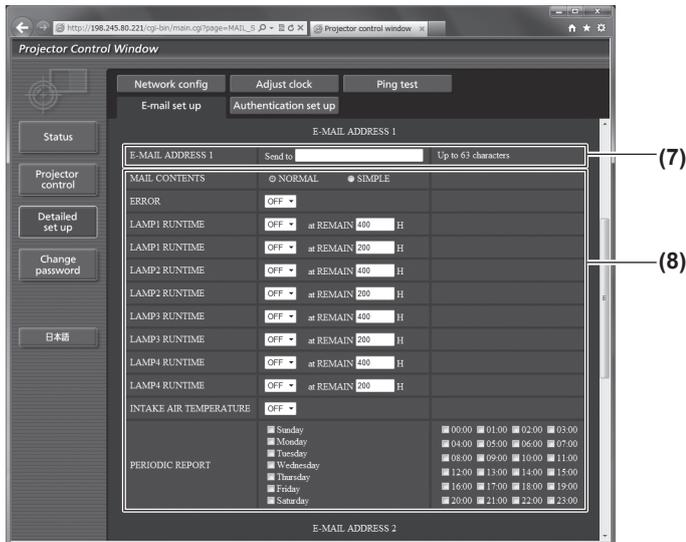 http://198.245.80.221/cgi-bin/main.cgi?page=MAIL_S
Projector control window
Projector Control Window
Network config Adjust clock Ping test
E-mail set up Authentication set up
Status
Projector control
Detailed set up
Change password
日本語
E-MAIL ADDRESS 1
E-MAIL ADDRESS 1 Send to Up to 63 characters (7)
MAIL CONTENTS NORMAL SIMPLE
ERROR OFF
LAMP1 RUNTIME OFF at REMAIN 400 H
LAMP1 RUNTIME OFF at REMAIN 200 H
LAMP2 RUNTIME OFF at REMAIN 400 H (8)
LAMP2 RUNTIME OFF at REMAIN 200 H
LAMP3 RUNTIME OFF at REMAIN 400 H
LAMP3 RUNTIME OFF at REMAIN 200 H
LAMP4 RUNTIME OFF at REMAIN 400 H
LAMP4 RUNTIME OFF at REMAIN 200 H
INTAKE AIR TEMPERATURE OFF
PERIODIC REPORT
Sunday
Monday
Tuesday
Wednesday
Thursday
Friday
Saturday
00:00 01:00 02:00 03:00
04:00 05:00 06:00 07:00
08:00 09:00 10:00 11:00
12:00 13:00 14:00 15:00
16:00 17:00 18:00 19:00
20:00 21:00 22:00 23:00
E-MAIL ADDRESS 2